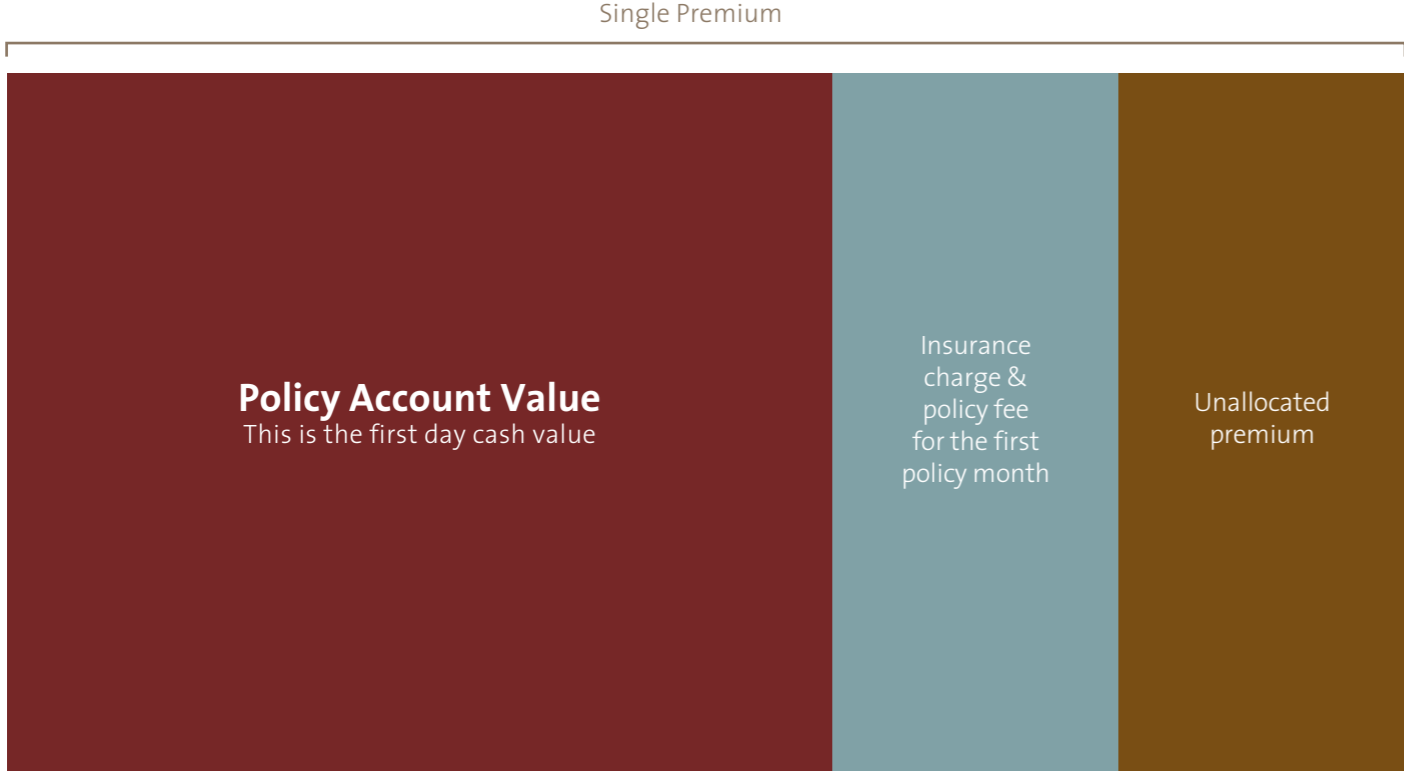 Single Premium
Policy Account Value
This is the first day cash value
Insurance
charge &
policy fee
for the first
policy month
Unallocated
premium